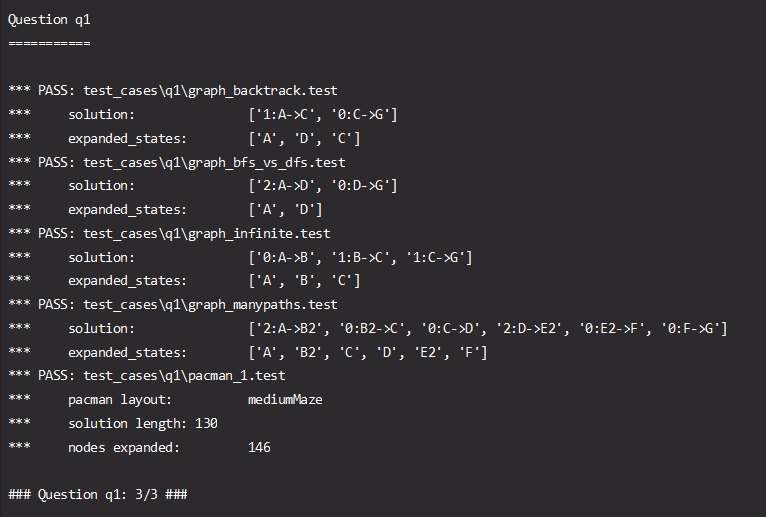 Question q1
===========
*** PASS: test_cases\q1\graph_backtrack.test
***     solution:               ['1:A->C', '0:C->G']
***     expanded_states:        ['A', 'D', 'C']
*** PASS: test_cases\q1\graph_bfs_vs_dfs.test
***     solution:               ['2:A->D', '0:D->G']
***     expanded_states:        ['A', 'D']
*** PASS: test_cases\q1\graph_infinite.test
***     solution:               ['0:A->B', '1:B->C', '1:C->G']
***     expanded_states:        ['A', 'B', 'C']
*** PASS: test_cases\q1\graph_manypaths.test
***     solution:               ['2:A->B2', '0:B2->C', '0:C->D', '2:D->E2', '0:E2->F', '0:F->G']
***     expanded_states:        ['A', 'B2', 'C', 'D', 'E2', 'F']
*** PASS: test_cases\q1\pacman_1.test
***     pacman layout:          mediumMaze
***     solution length: 130
***     nodes expanded:         146
### Question q1: 3/3 ###